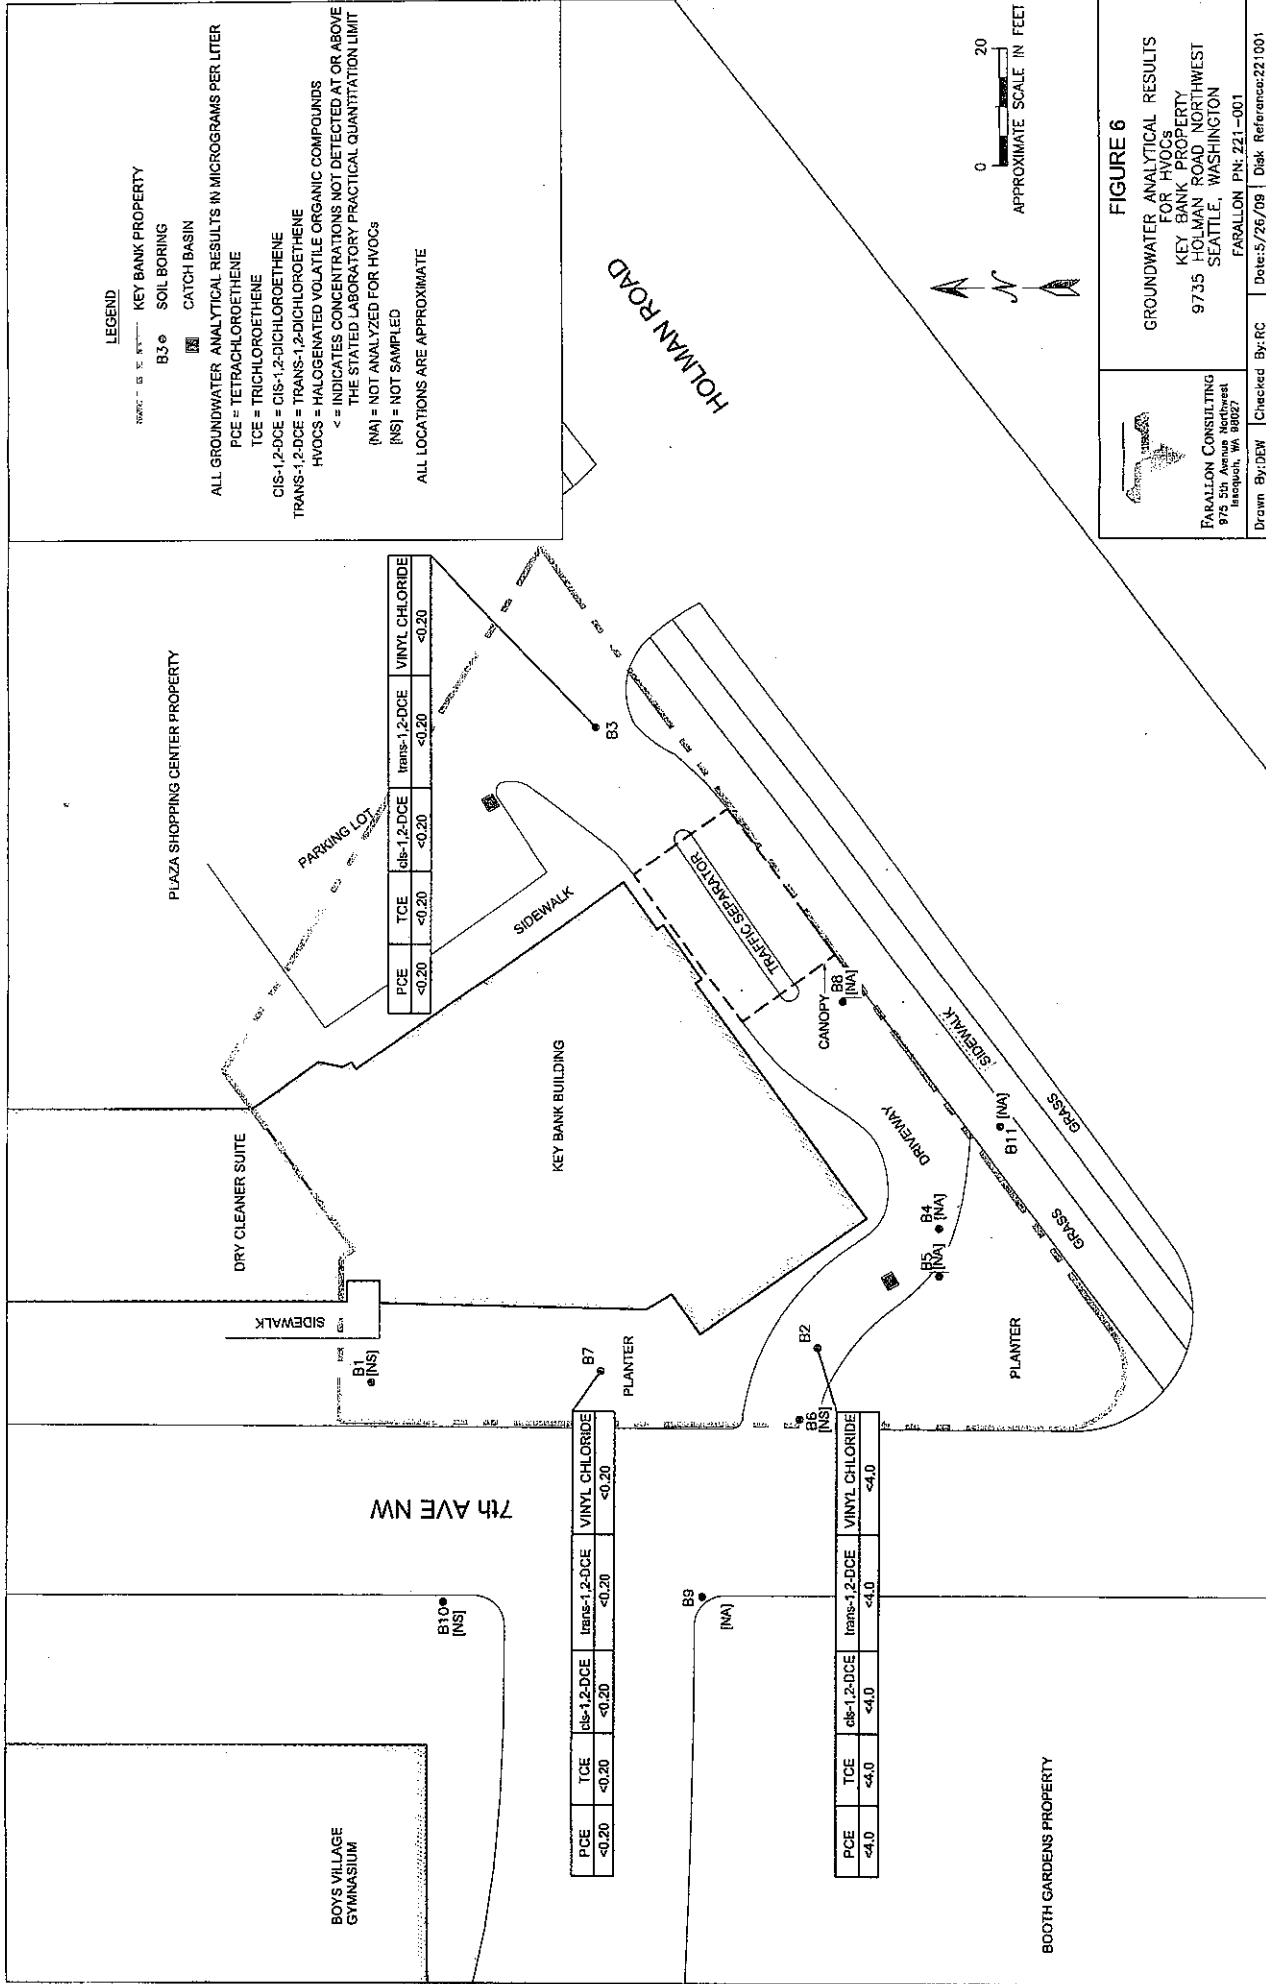 LEGEND
KEY BANK PROPERTY
B3 SOIL BORING
CATCH BASIN
ALL GROUNDWATER ANALYTICAL RESULTS IN MICROGRAMS PER LITER
PCE = TETRACHLOROETHENE
TCE = TRICHLOROETHENE
CIS-1,2-DCE = CIS-1,2-DICHLOROETHENE
TRANS-1,2-DCE = TRANS-1,2-DICHLOROETHENE
HVOCS = HALOGENATED VOLATILE ORGANIC COMPOUNDS
< = INDICATES CONCENTRATIONS NOT DETECTED AT OR ABOVE
THE STATED LABORATORY PRACTICAL QUANTITATION LIMIT
[NA] = NOT ANALYZED FOR HVOCs
[NS] = NOT SAMPLED
ALL LOCATIONS ARE APPROXIMATE
BOYS VILLAGE
GYMNASIUM
B10
[NS]
7th AVE NW
SIDEWALK
DRY CLEANER SUITE
PLAZA SHOPPING CENTER PROPERTY
PARKING LOT
B1
[NS]
PCE TCE cis-1,2-DCE trans-1,2-DCE VINYL CHLORIDE
<0.20 <0.20 <0.20 <0.20 <0.20
B3
SIDEWALK
KEY BANK BUILDING
B7
PLANTER
PCE TCE cis-1,2-DCE trans-1,2-DCE VINYL CHLORIDE
<0.20 <0.20 <0.20 <0.20 <0.20
HOLMAN ROAD
TRAFFIC SEPARATOR
CANOPY
B8
[NA]
B9
[NA]
B6
[NS]
B2
PCE TCE cis-1,2-DCE trans-1,2-DCE VINYL CHLORIDE
<4.0 <4.0 <4.0 <4.0 <4.0
DRIVEWAY
B5
[NA]
B4
[NA]
SIDEWALK
B11 [NA]
GRASS
GRASS
PLANTER
BOOTH GARDENS PROPERTY
N
0 20
APPROXIMATE SCALE IN FEET
FARALLON CONSULTING
975 5th Avenue Northwest
Issaquah, WA 98027
FIGURE 6
GROUNDWATER ANALYTICAL RESULTS
FOR HVOCs
KEY BANK PROPERTY
9735 HOLMAN ROAD NORTHWEST
SEATTLE, WASHINGTON
FARALLON PN: 221-001
Drawn By:DEW Checked By:RC Date:5/26/09 Disk Reference:221001